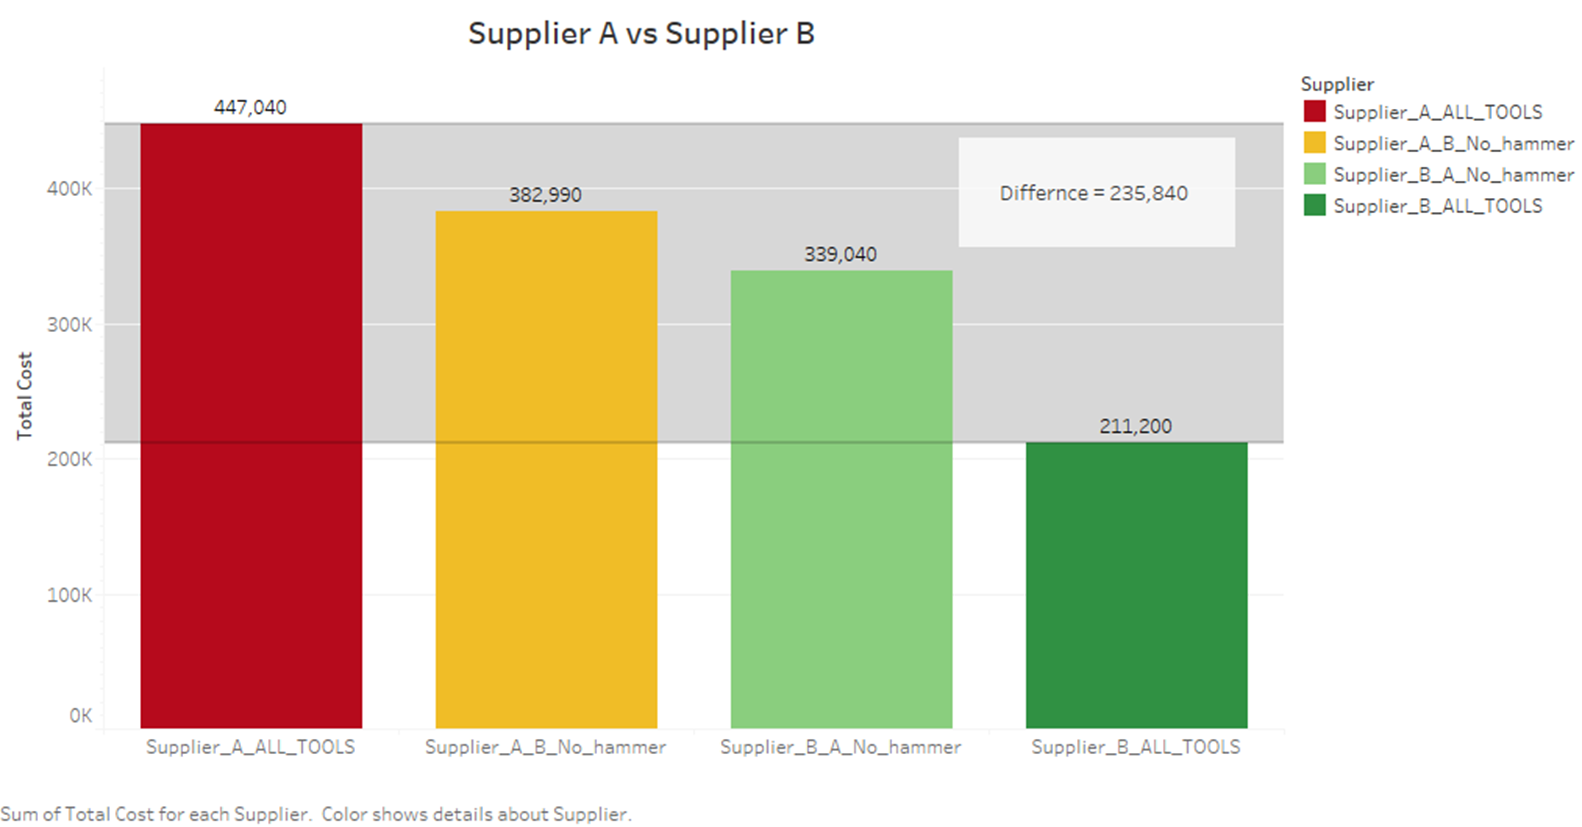 Supplier A vs Supplier B
Supplier
Supplier_A_ALL_TOOLS
Supplier_A_B_No_hammer
Supplier_B_A_No_hammer
Supplier_B_ALL_TOOLS
447,040
382,990
339,040
211,200
Differnce = 235,840
Total Cost
400K
300K
200K
100K
0K
Supplier_A_ALL_TOOLS
Supplier_A_B_No_hammer
Supplier_B_A_No_hammer
Supplier_B_ALL_TOOLS
Sum of Total Cost for each Supplier.  Color shows details about Supplier.